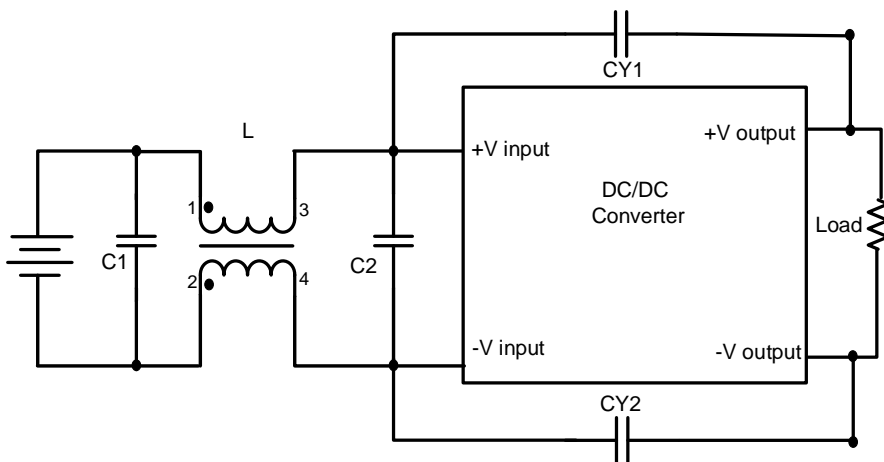 CY1
L
+V input
+V output
1
3
DC/DC
Converter
Load
C1
C2
2
4
-V input
-V output
CY2